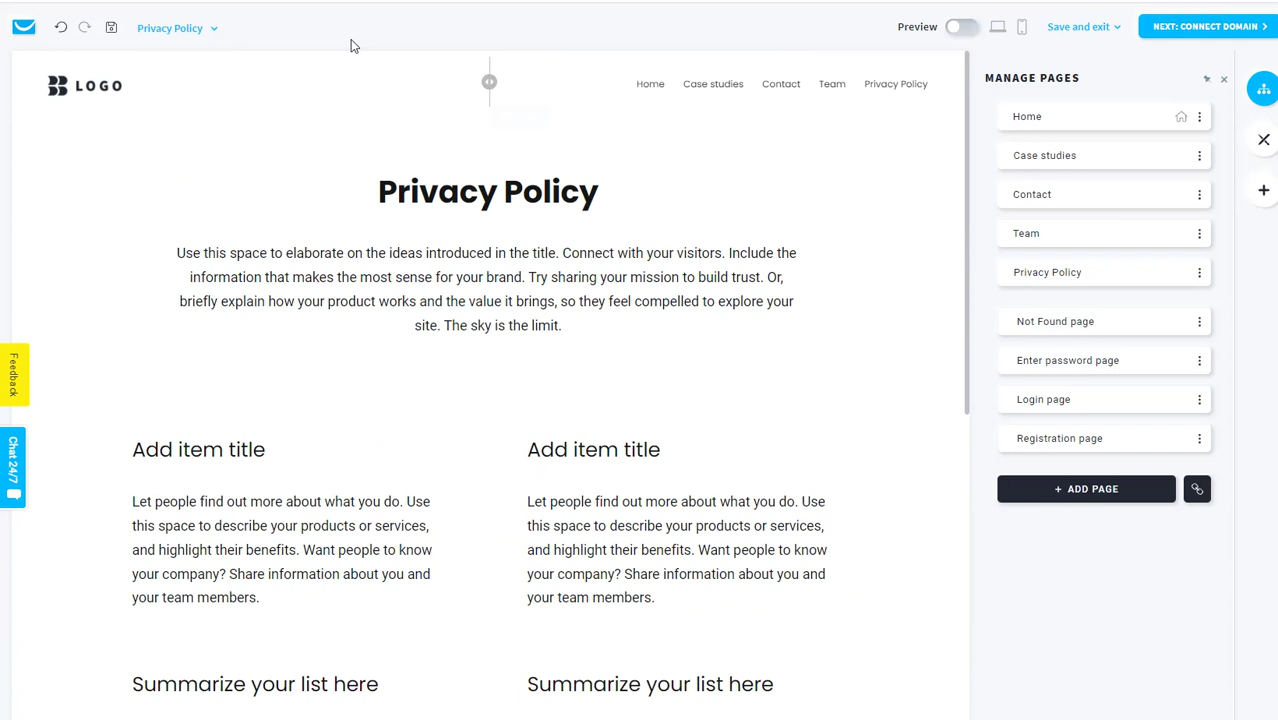 Privacy Policy
Preview
Save and exit
NEXT: CONNECT DOMAIN
LOGO
Home
Case studies
Contact
Team
Privacy Policy
Privacy Policy
Use this space to elaborate on the ideas introduced in the title. Connect with your visitors. Include the
information that makes the most sense for your brand. Try sharing your mission to build trust. Or,
briefly explain how your product works and the value it brings, so they feel compelled to explore your
site. The sky is the limit.
Add item title
Let people find out more about what you do. Use
this space to describe your products or services,
and highlight their benefits. Want people to know
your company? Share information about you and
your team members.
Add item title
Let people find out more about what you do. Use
this space to describe your products or services,
and highlight their benefits. Want people to know
your company? Share information about you and
your team members.
Summarize your list here
Summarize your list here
Feedback
Chat 24/7
MANAGE PAGES
Home
Case studies
Contact
Team
Privacy Policy
Not Found page
Enter password page
Login page
Registration page
+ ADD PAGE